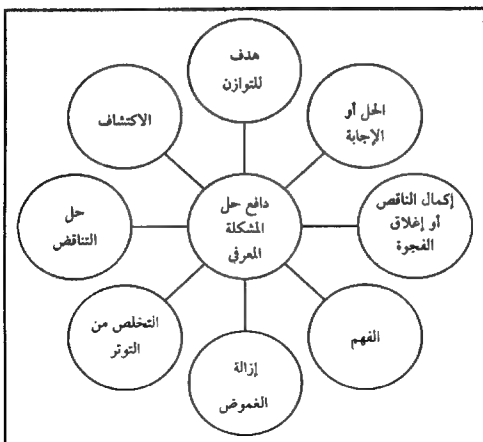 هدف
للتوازن
الحل أو
الإجابة
إكمال الناقص
أو إغلاق
الفجوة
الفهم
إزالة
الغموض
التخلص من
التوتر
حل
التناقض
الاكتشاف
دافع حل
المشكلة
المعرفي